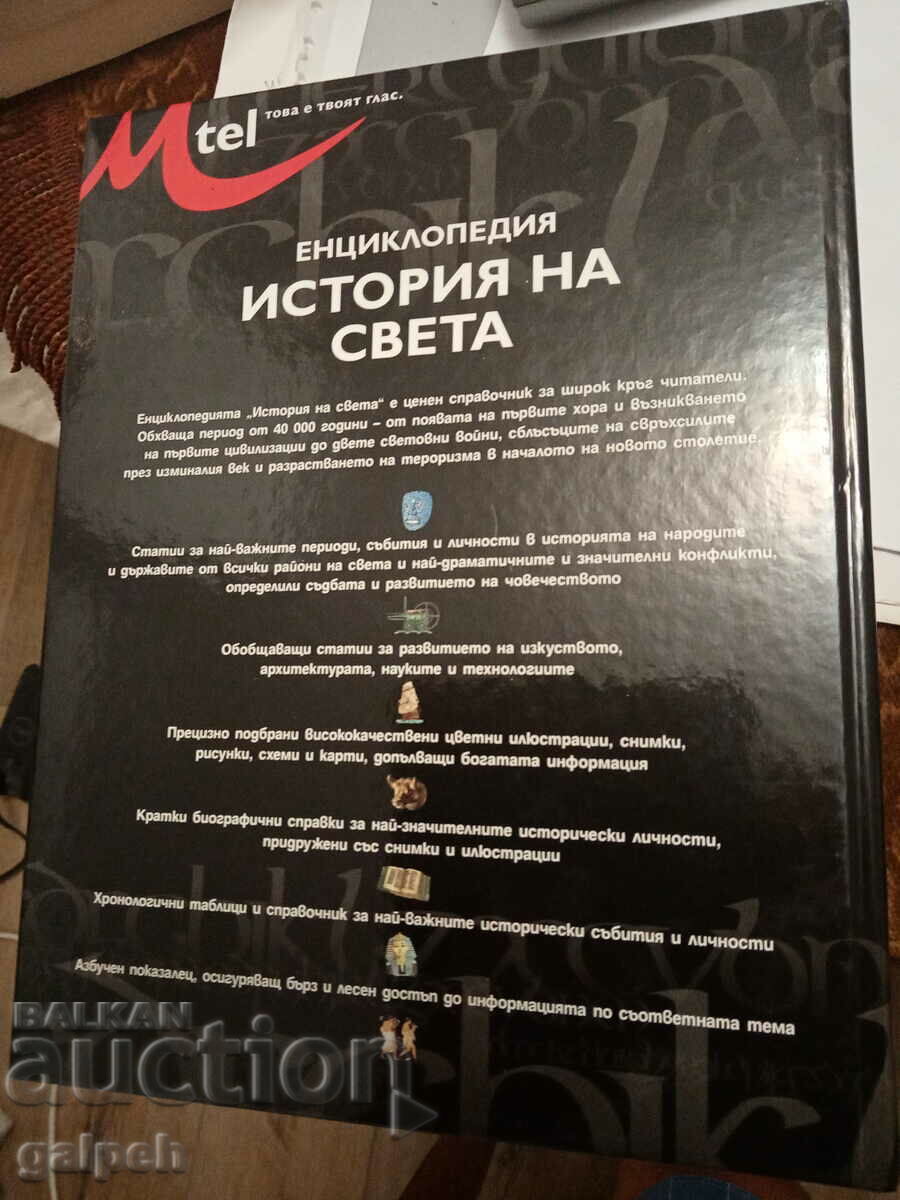 Mtel това е твоят глас.
ЕНЦИКЛОПЕДИЯ
ИСТОРИЯ НА
СВЕТА
Енциклопедията „История на света“ е ценен справочник за широк кръг читатели.
Обхваща период от 40 000 години – от появата на първите хора и възникването
на първите цивилизации до двете световни войни, сблъсъците на свръхсилите
през изминалия век и разрастването на тероризма в началото на новото столетие.
Статии за най-важните периоди, събития и личности в историята на народите
и държавите от всички райони на света и най-драматичните и значителни конфликти,
определили съдбата и развитието на човечеството
Обобщаващи статии за развитието на изкуството,
архитектурата, науките и технологиите
Прецизно подбрани висококачествени цветни илюстрации, снимки,
рисунки, схеми и карти, допълващи богатата информация
Кратки биографични справки за най-значителните исторически личности,
придружени със снимки и илюстрации
Хронологични таблици и справочник за най-важните исторически събития и личности
Азбучен показалец, осигуряващ бърз и лесен достъп до информацията по съответната тема
BALKAN
auction
galpeh